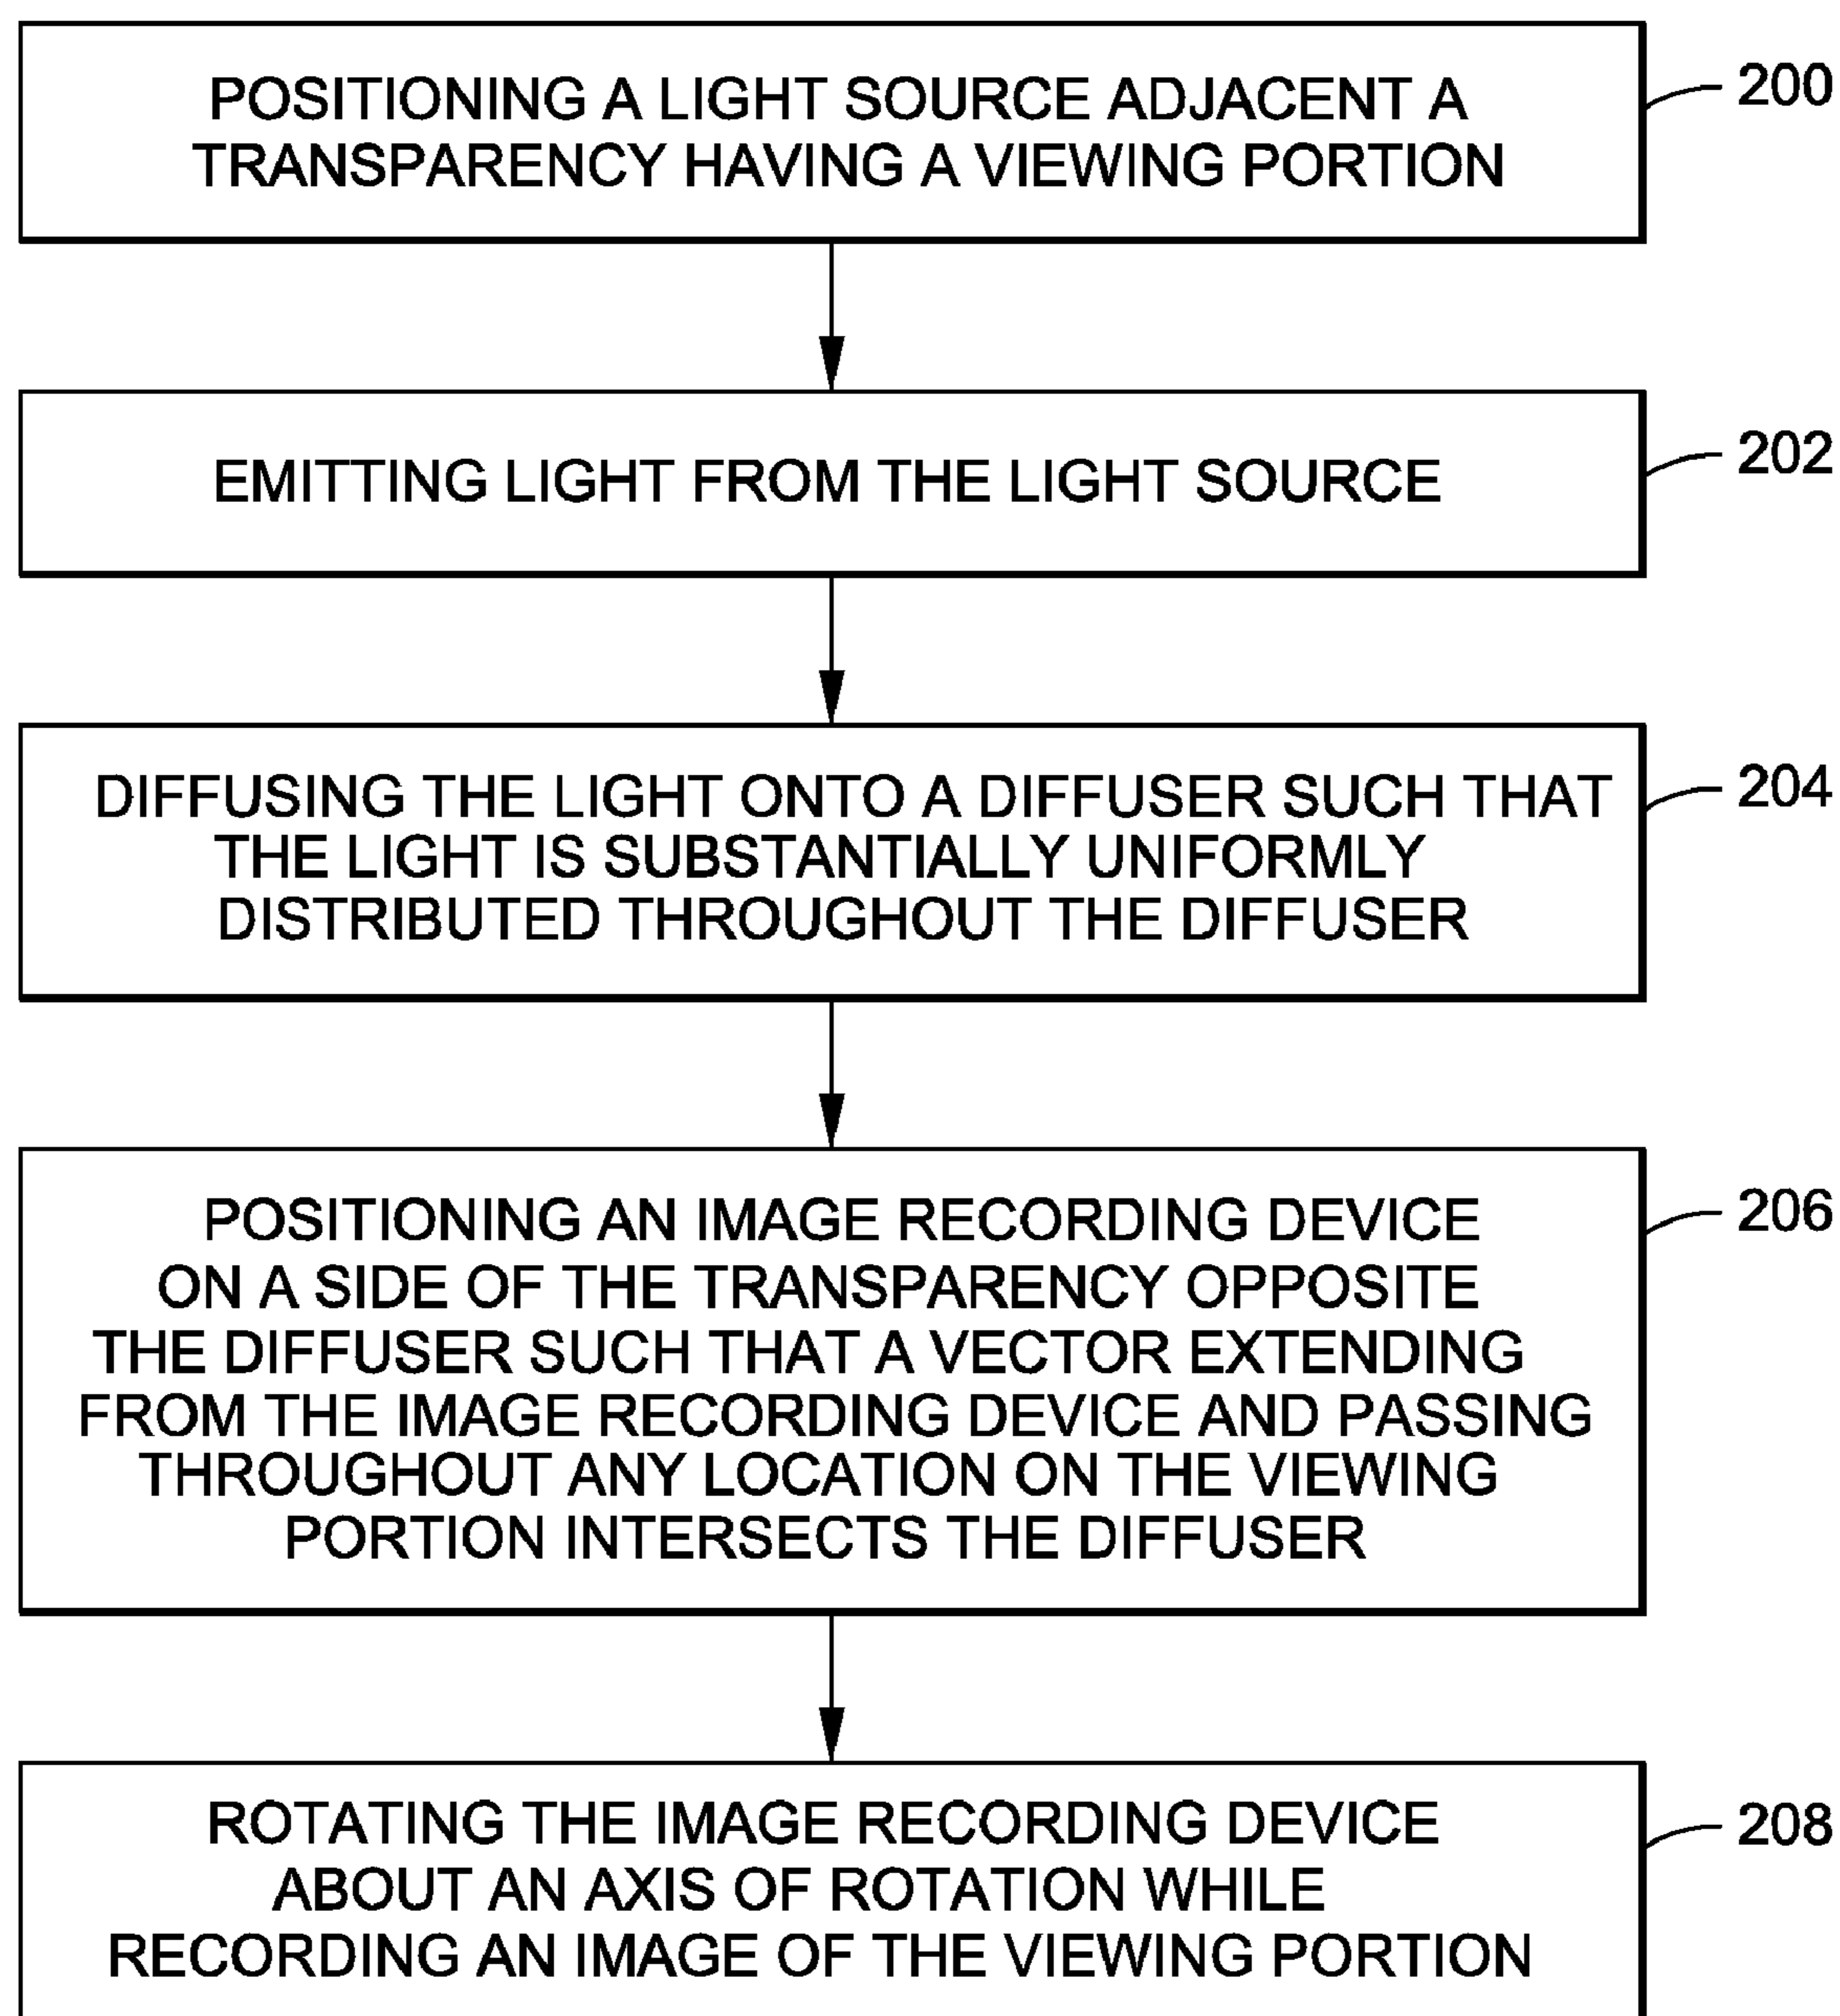 POSITIONING A LIGHT SOURCE ADJACENT A
TRANSPARENCY HAVING A VIEWING PORTION
200
EMITTING LIGHT FROM THE LIGHT SOURCE
202
DIFFUSING THE LIGHT ONTO A DIFFUSER SUCH THAT
THE LIGHT IS SUBSTANTIALLY UNIFORMLY
DISTRIBUTED THROUGHOUT THE DIFFUSER
204
POSITIONING AN IMAGE RECORDING DEVICE
ON A SIDE OF THE TRANSPARENCY OPPOSITE
THE DIFFUSER SUCH THAT A VECTOR EXTENDING
FROM THE IMAGE RECORDING DEVICE AND PASSING
THROUGHOUT ANY LOCATION ON THE VIEWING
PORTION INTERSECTS THE DIFFUSER
206
ROTATING THE IMAGE RECORDING DEVICE
ABOUT AN AXIS OF ROTATION WHILE
RECORDING AN IMAGE OF THE VIEWING PORTION
208